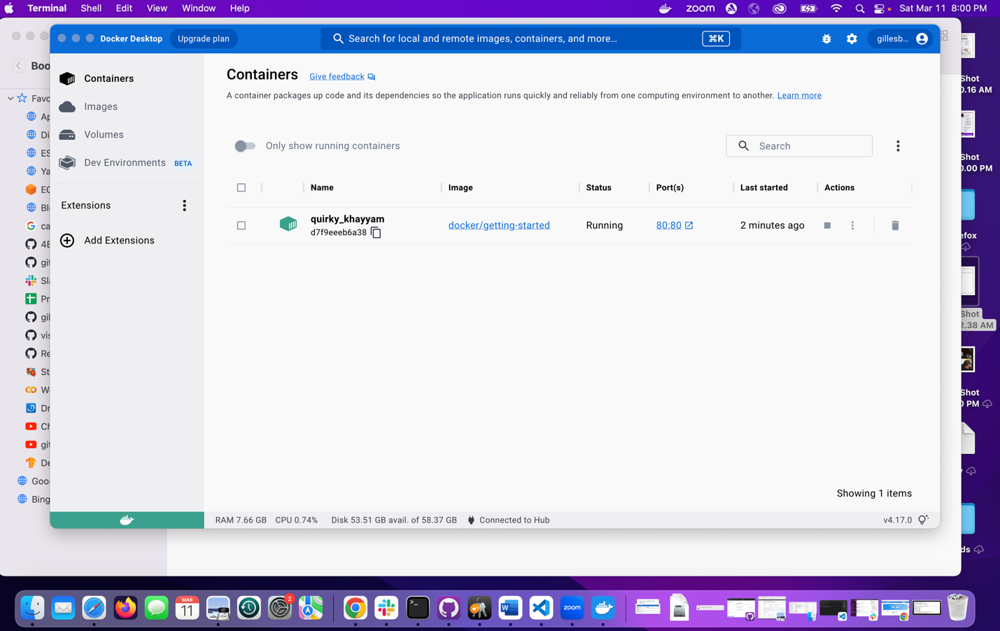 Terminal Shell Edit View Window Help zoom Sat Mar 11 8:00 PM
Docker Desktop Upgrade plan Search for local and remote images, containers, and more... ⌘K gillesb...
Boo
Favo
Ap
Di
ES
Ya
EC
Bl
ca
4E
git
Sla
Pr
gil
vis
Re
St
We
Dr
Ch
git
De
Goo
Bing
Containers
Images
Volumes
Dev Environments BETA
Extensions
Add Extensions
Containers Give feedback
A container packages up code and its dependencies so the application runs quickly and reliably from one computing environment to another. Learn more
Only show running containers
Search
Name Image Status Port(s) Last started Actions
quirky_khayyam
d7f9eeeb6a38
docker/getting-started Running 80:80 2 minutes ago
Showing 1 items
RAM 7.66 GB CPU 0.74% Disk 53.51 GB avail. of 58.37 GB Connected to Hub v4.17.0
Shot
0.16 AM
Shot
0.00 PM
efox
Shot
2.38 AM
Shot
0 PM
ds
MAR
11
2
zoom